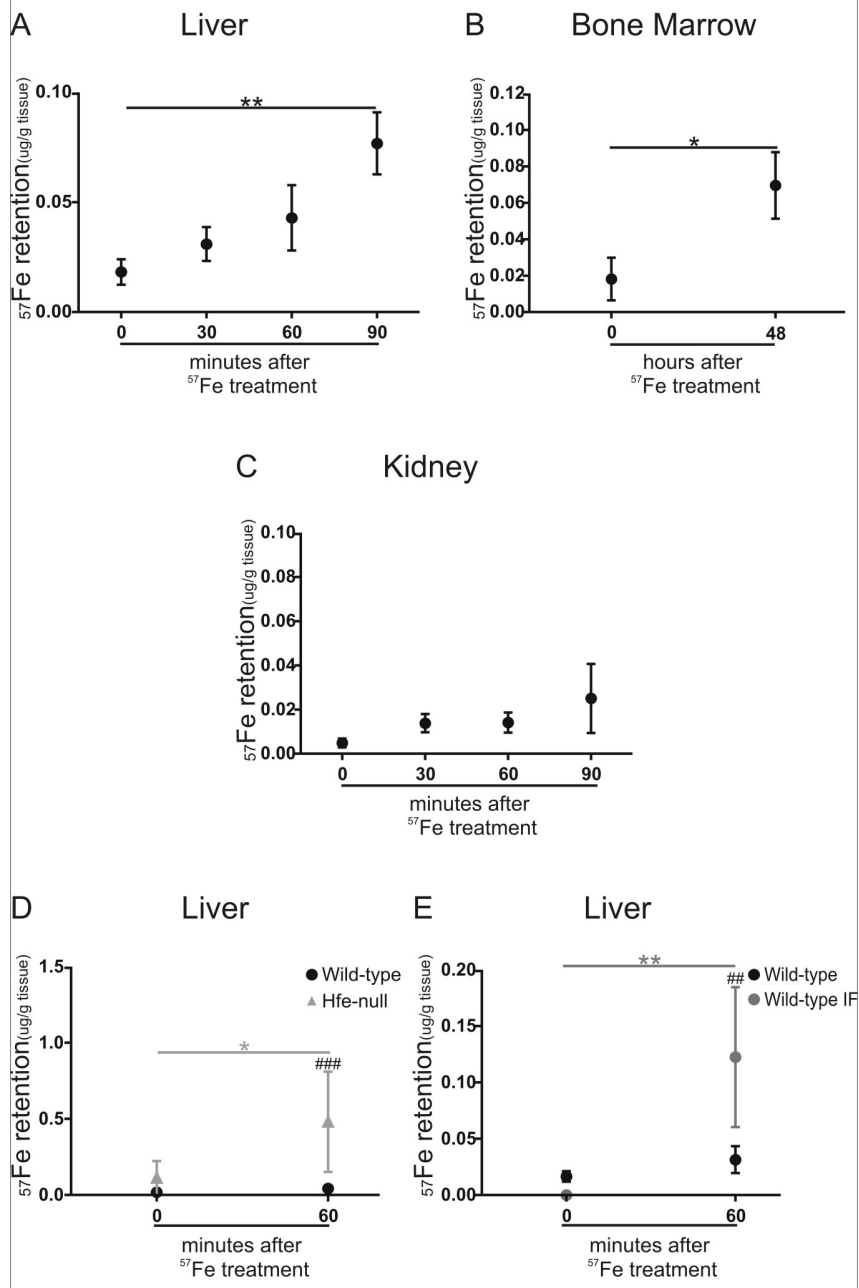 A Liver
⁵⁷Fe retention(ug/g tissue)
0.10
**
0.05
0.00
0 30 60 90
minutes after
⁵⁷Fe treatment
B Bone Marrow
⁵⁷Fe retention(ug/g tissue)
0.12
0.10
*
0.08
0.06
0.04
0.02
0.00
0 48
hours after
⁵⁷Fe treatment
C Kidney
⁵⁷Fe retention(ug/g tissue)
0.10
0.08
0.06
0.04
0.02
0.00
0 30 60 90
minutes after
⁵⁷Fe treatment
D Liver
⁵⁷Fe retention(ug/g tissue)
1.5
Wild-type
Hfe-null
1.0
*
###
0.5
0.0
0 60
minutes after
⁵⁷Fe treatment
E Liver
⁵⁷Fe retention(ug/g tissue)
0.20
**
##
Wild-type
Wild-type IF
0.15
0.10
0.05
0.00
0 60
minutes after
⁵⁷Fe treatment